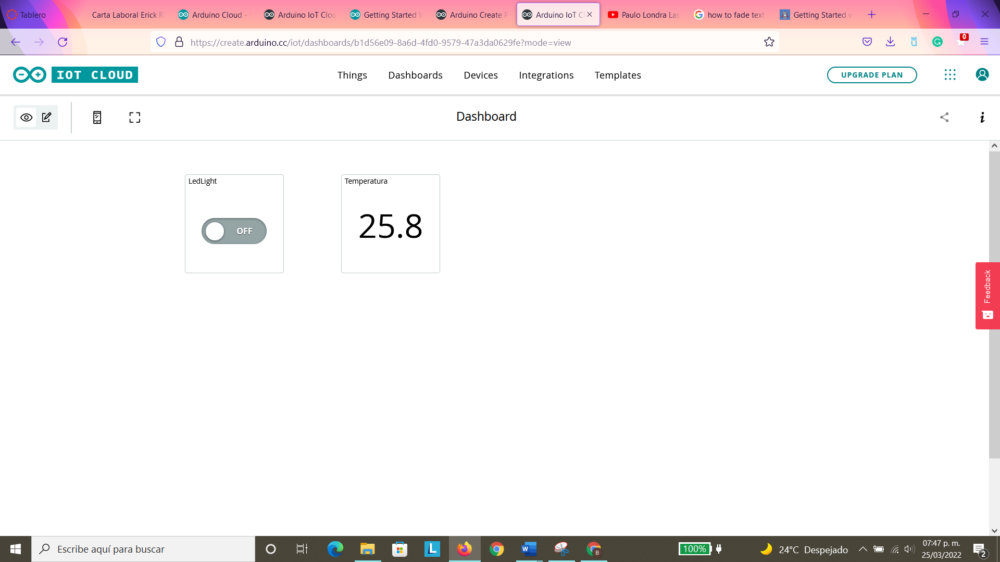 Tablero
Carta Laboral Erick R
Arduino Cloud -
Arduino IoT Clou
Getting Started W
Arduino Create P
Arduino IoT Cl
Paulo Londra Las
how to fade text
Getting Started w
https://create.arduino.cc/iot/dashboards/b1d56e09-8a6d-4fd0-9579-47a3da0629fe?mode=view
0
IOT CLOUD
Things
Dashboards
Devices
Integrations
Templates
UPGRADE PLAN
Dashboard
LedLight
OFF
Temperatura
25.8
Feedback
Escribe aquí para buscar
100%
24°C Despejado
07:47 p. m.
25/03/2022
2